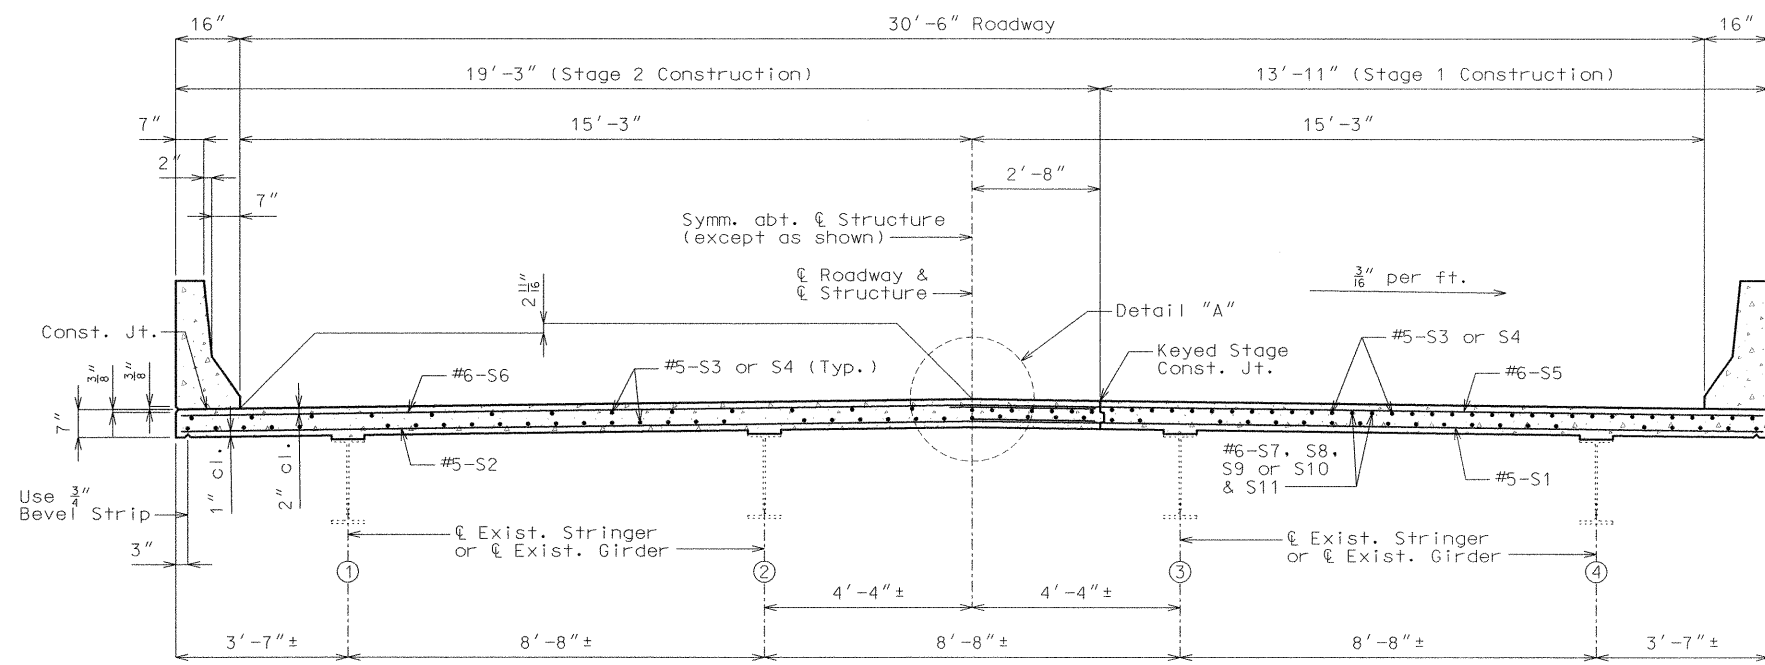 16" 30'-6" Roadway 16"
19'-3" (Stage 2 Construction) 13'-11" (Stage 1 Construction)
7" 15'-3" 15'-3"
2"
2'-8"
7"
Symm. abt. ℄ Structure
(except as shown)
℄ Roadway &
℄ Structure
3/16" per ft.
2 11/16"
Detail "A"
Const. Jt.
#5-S3 or S4
Keyed Stage
Const. Jt.
#5-S3 or S4 (Typ.)
#6-S6
#6-S5
3/8" 3/8"
7"
#6-S7, S8,
S9 or S10
& S11
#5-S2
#5-S1
1" cl.
2" cl.
Use 3/4"
Bevel Strip
℄ Exist. Stringer
or ℄ Exist. Girder
℄ Exist. Stringer
or ℄ Exist. Girder
3"
1 2 3 4
4'-4"± 4'-4"±
3'-7"± 8'-8"± 8'-8"± 8'-8"± 3'-7"±